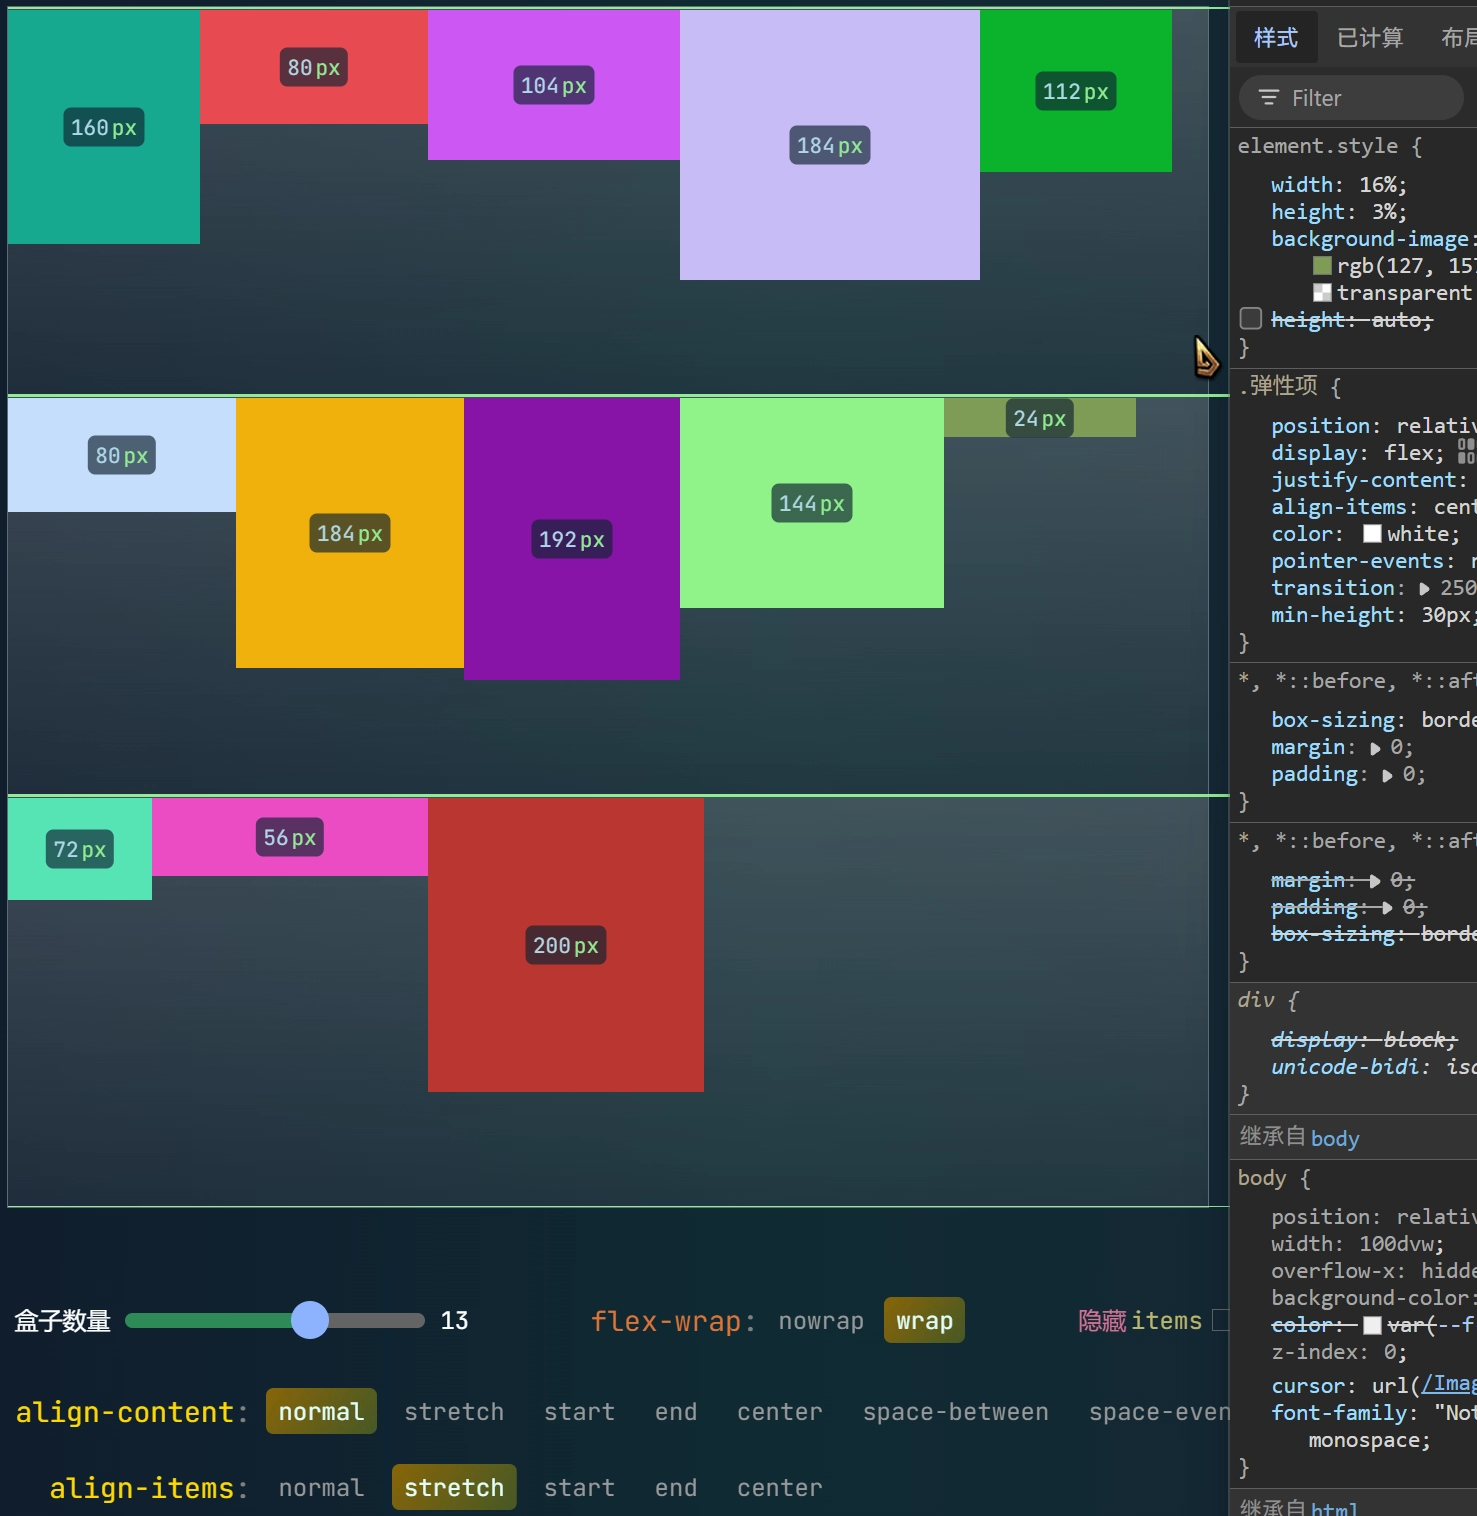 160px
80px
104px
184px
112px
80px
184px
192px
144px
24px
72px
56px
200px
盒子数量 13
flex-wrap: nowrap wrap
隐藏items
align-content: normal stretch start end center space-between space-even
align-items: normal stretch start end center
样式 已计算 布局
Filter
element.style {
width: 16%;
height: 3%;
background-image:
rgb(127, 157
transparent
height: auto;
}
.弹性项 {
position: relativ
display: flex;
justify-content:
align-items: cent
color: white;
pointer-events: n
transition: 250
min-height: 30px;
}
*, *::before, *::aft
box-sizing: borde
margin: 0;
padding: 0;
}
*, *::before, *::aft
margin: 0;
padding: 0;
box-sizing: borde
}
div {
display: block;
unicode-bidi: iso
}
继承自 body
body {
position: relativ
width: 100dvw;
overflow-x: hidde
background-color:
color: var(--f
z-index: 0;
cursor: url(/Imag
font-family: "Not
monospace;
}
继承自 html